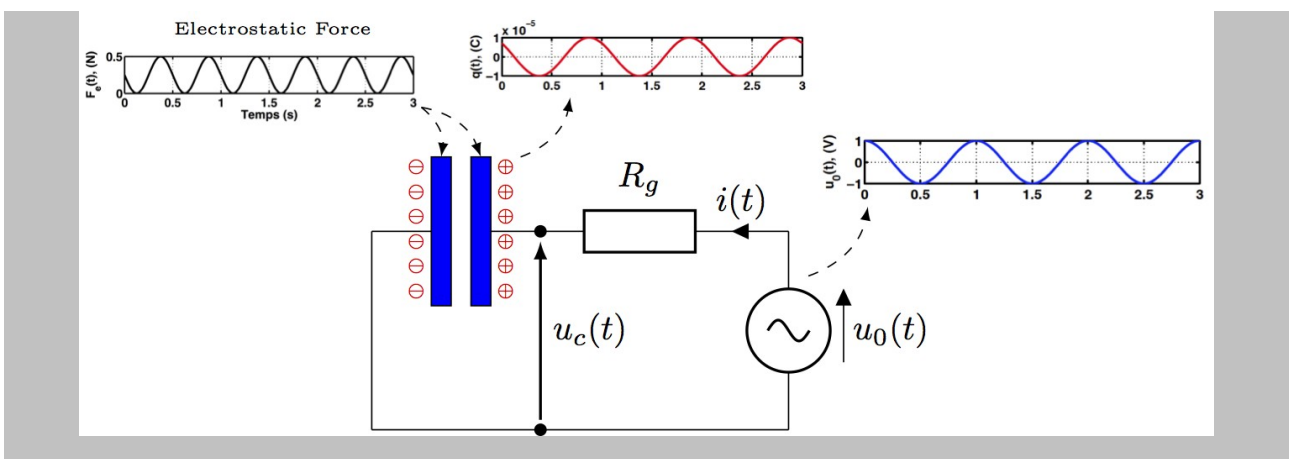 Electrostatic Force
F_e(t), (N)
0.5
0
0 0.5 1 1.5 2 2.5 3
Temps (s)
x 10^-5
q(t), (C)
1
0
−1
0 0.5 1 1.5 2 2.5 3
u_0(t), (V)
1
0
−1
0 0.5 1 1.5 2 2.5 3
⊖ ⊕
⊖ ⊕
⊖ ⊕
⊖ ⊕
⊖ ⊕
⊖ ⊕
R_g
i(t)
u_c(t)
u_0(t)